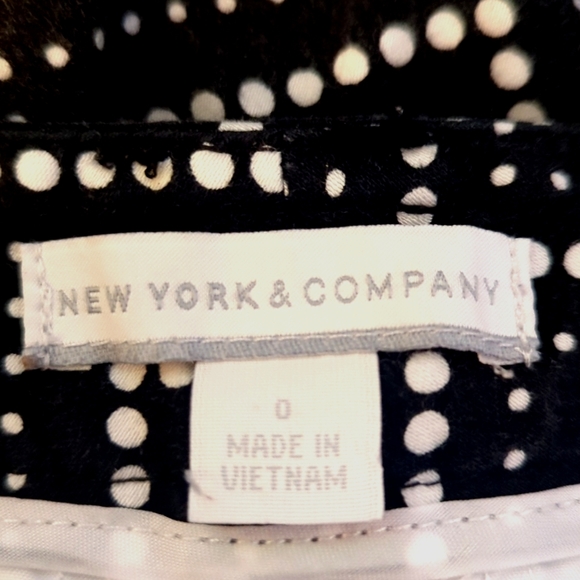 NEW YORK & COMPANY
0
MADE IN
VIETNAM